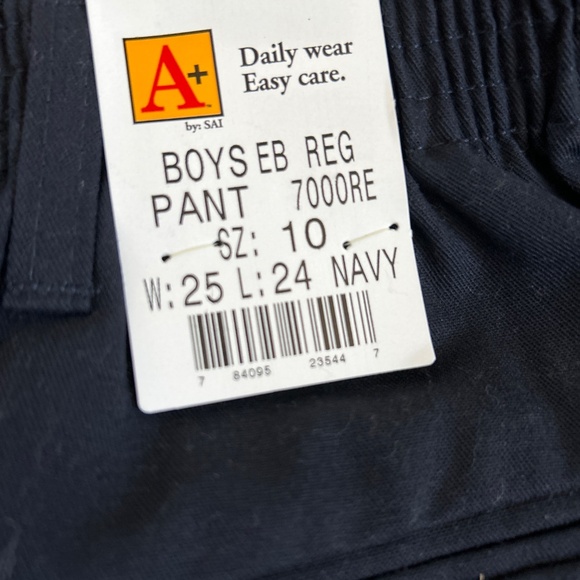 A+
Daily wear
Easy care.
by: SAI
BOYS EB REG
PANT 7000RE
SZ: 10
W: 25 L: 24 NAVY
7 84095 23544 7